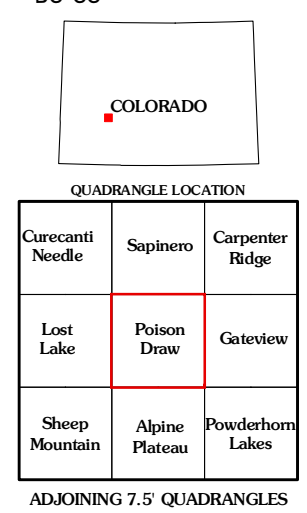 COLORADO
QUADRANGLE LOCATION
Curecanti
Needle
Sapinero
Carpenter
Ridge
Lost
Lake
Poison
Draw
Gateview
Sheep
Mountain
Alpine
Plateau
Powderhorn
Lakes
ADJOINING 7.5' QUADRANGLES